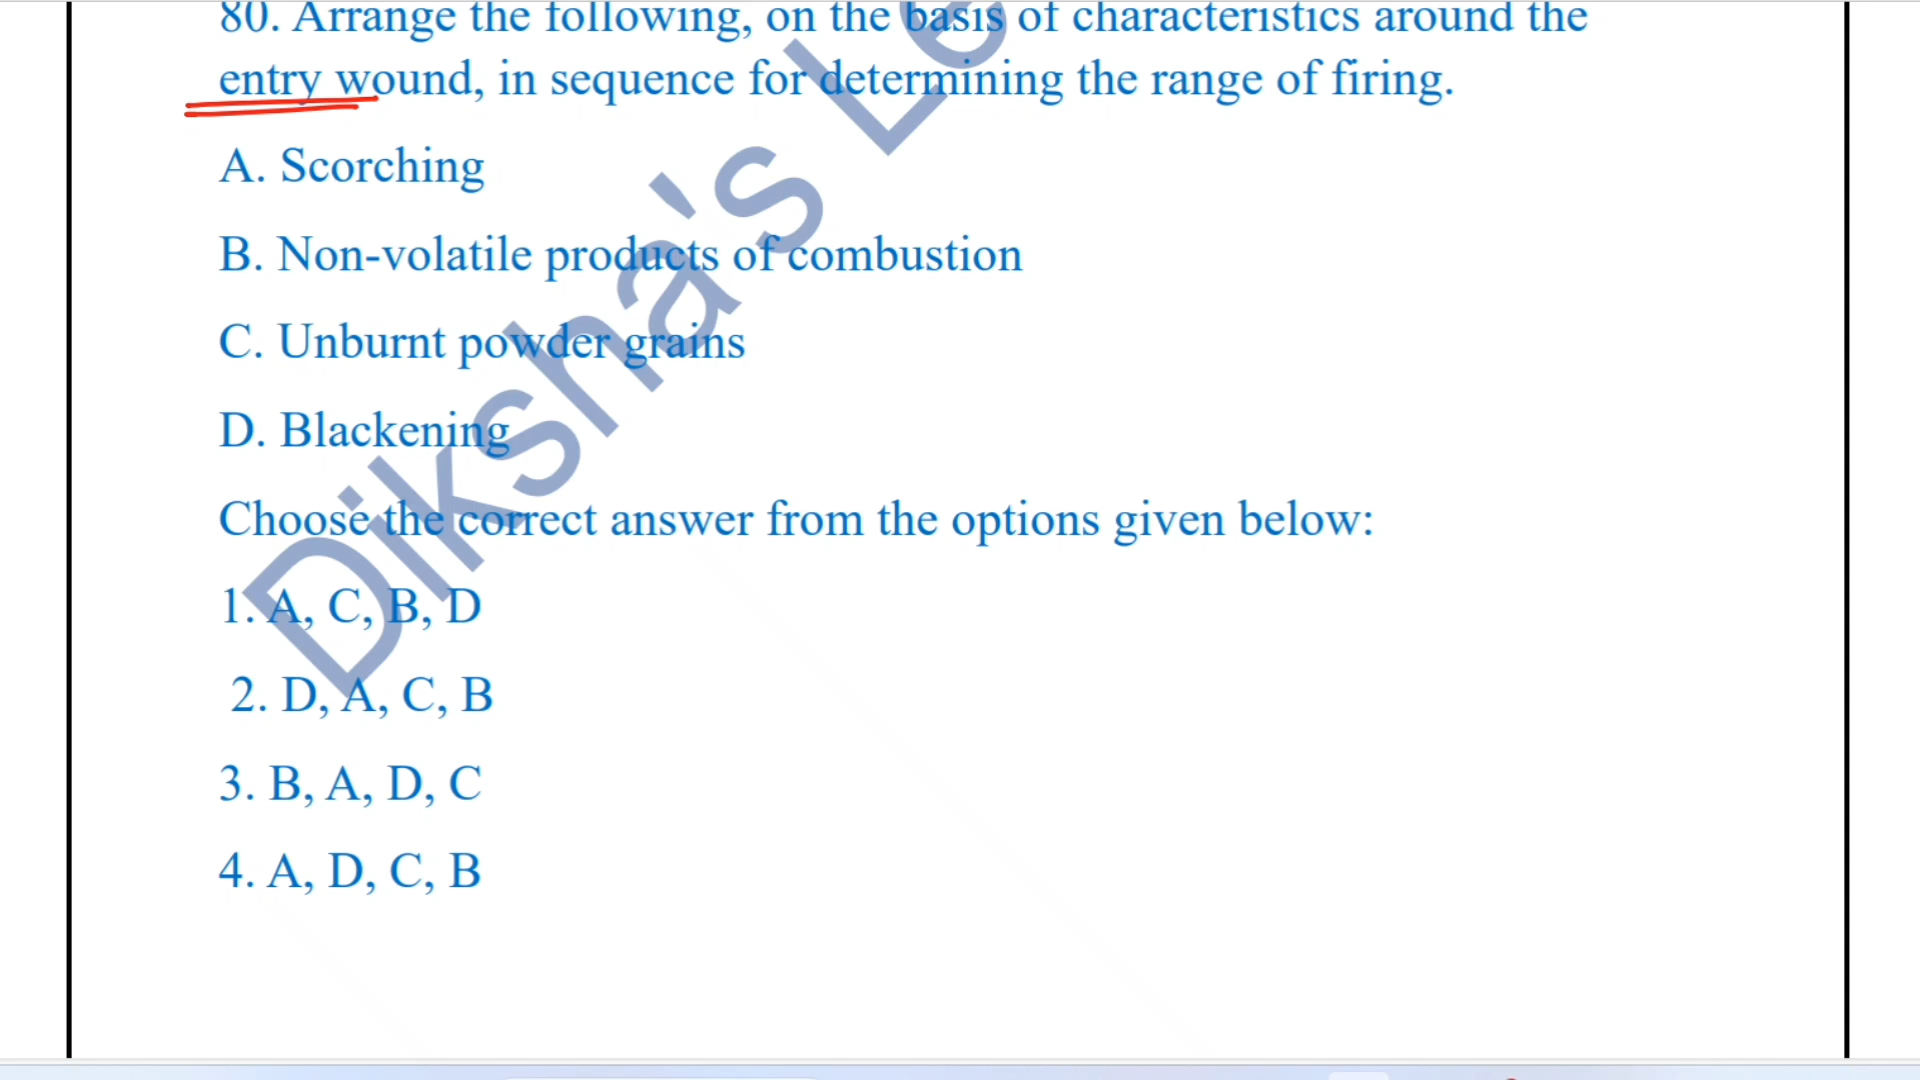 80. Arrange the following, on the basis of characteristics around the
entry wound, in sequence for determining the range of firing.
A. Scorching
B. Non-volatile products of combustion
C. Unburnt powder grains
D. Blackening
Choose the correct answer from the options given below:
1. A, C, B, D
2. D, A, C, B
3. B, A, D, C
4. A, D, C, B
Diksha's Le